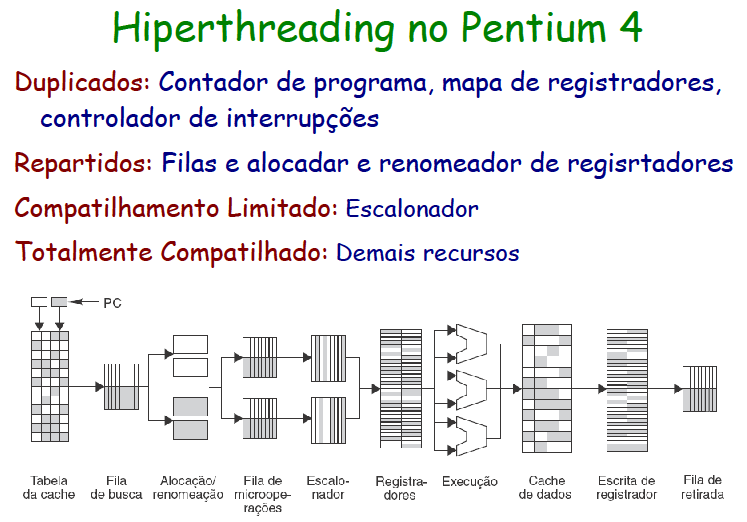 Hiperthreading no Pentium 4
Duplicados: Contador de programa, mapa de registradores,
controlador de interrupções
Repartidos: Filas e alocadar e renomeador de regisrtadores
Compatilhamento Limitado: Escalonador
Totalmente Compatilhado: Demais recursos
PC
Tabela
da cache
Fila
de busca
Alocação/
renomeação
Fila de
microope-
rações
Escalo-
nador
Registra-
dores
Execução
Cache
de dados
Escrita de
registrador
Fila de
retirada